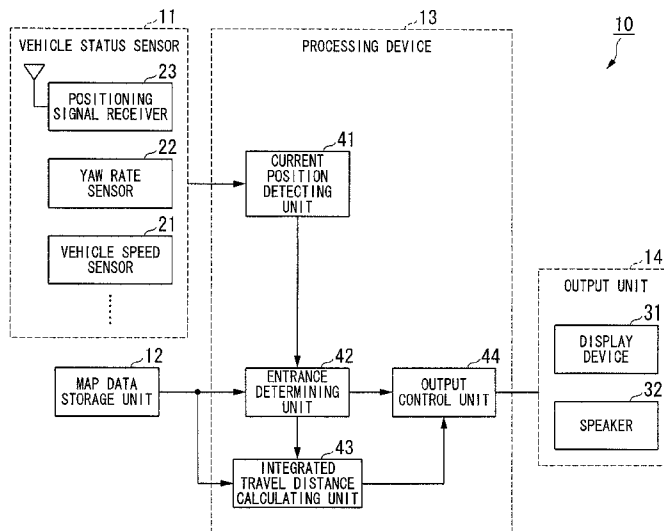 10
11
VEHICLE STATUS SENSOR
23
POSITIONING
SIGNAL RECEIVER
22
YAW RATE
SENSOR
21
VEHICLE SPEED
SENSOR
13
PROCESSING DEVICE
41
CURRENT
POSITION
DETECTING
UNIT
12
MAP DATA
STORAGE UNIT
42
ENTRANCE
DETERMINING
UNIT
43
INTEGRATED
TRAVEL DISTANCE
CALCULATING UNIT
44
OUTPUT
CONTROL UNIT
14
OUTPUT UNIT
31
DISPLAY
DEVICE
32
SPEAKER